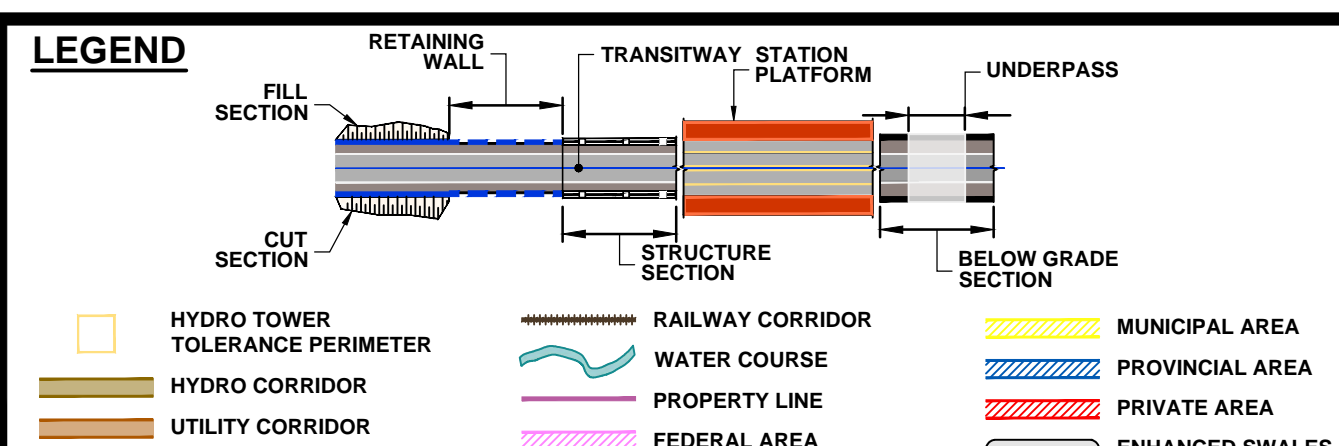 LEGEND
RETAINING
WALL
TRANSITWAY
STATION
PLATFORM
UNDERPASS
FILL
SECTION
CUT
SECTION
STRUCTURE
SECTION
BELOW GRADE
SECTION
HYDRO TOWER
TOLERANCE PERIMETER
HYDRO CORRIDOR
UTILITY CORRIDOR
RAILWAY CORRIDOR
WATER COURSE
PROPERTY LINE
FEDERAL AREA
MUNICIPAL AREA
PROVINCIAL AREA
PRIVATE AREA
ENHANCED SWALES